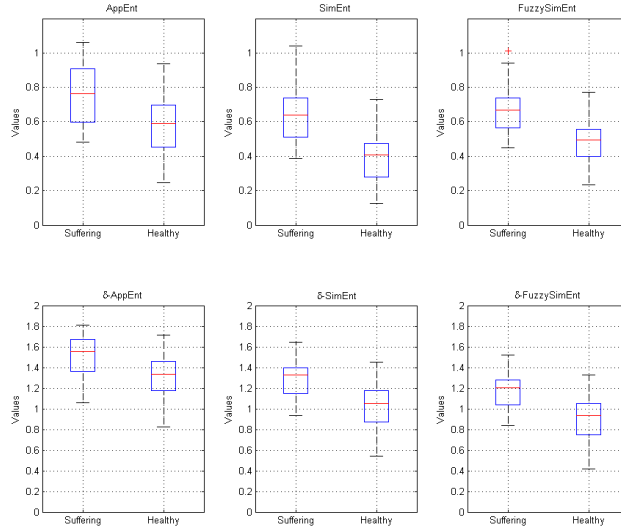 AppEnt
SimEnt
FuzzySimEnt
1
0.8
0.6
0.4
0.2
0
Values
Suffering
Healthy
1
0.8
0.6
0.4
0.2
0
Values
Suffering
Healthy
1
0.8
0.6
0.4
0.2
0
Values
Suffering
Healthy
δ-AppEnt
δ-SimEnt
δ-FuzzySimEnt
2
1.8
1.6
1.4
1.2
1
0.8
0.6
0.4
0.2
0
Values
Suffering
Healthy
2
1.8
1.6
1.4
1.2
1
0.8
0.6
0.4
0.2
0
Values
Suffering
Healthy
2
1.8
1.6
1.4
1.2
1
0.8
0.6
0.4
0.2
0
Values
Suffering
Healthy